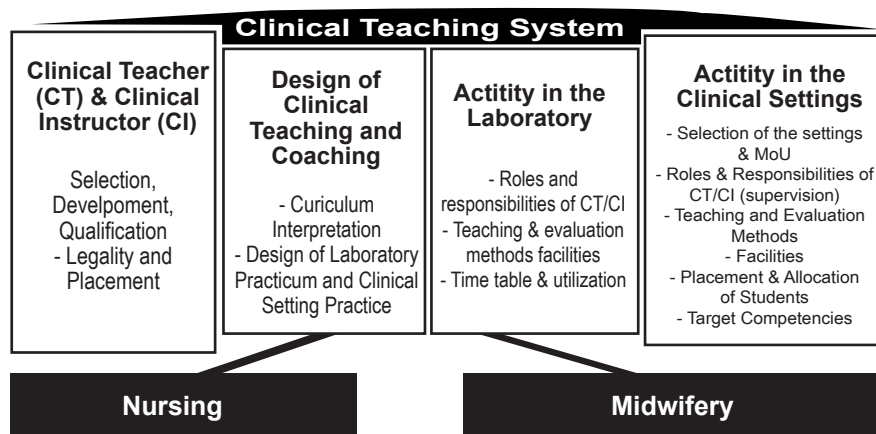 Clinical Teaching System
Clinical Teacher
(CT) & Clinical
Instructor (CI)
Selection,
Develpoment,
Qualification
- Legality and
Placement
Design of
Clinical
Teaching and
Coaching
- Curiculum
Interpretation
- Design of Laboratory
Practicum and Clinical
Setting Practice
Actitity in the
Laboratory
- Roles and
responsibilities of CT/CI
- Teaching & evaluation
methods facilities
- Time table & utilization
Actitity in the
Clinical Settings
- Selection of the settings
& MoU
- Roles & Responsibilities of
CT/CI (supervision)
- Teaching and Evaluation
Methods
- Facilities
- Placement & Allocation
of Students
- Target Competencies
Nursing
Midwifery